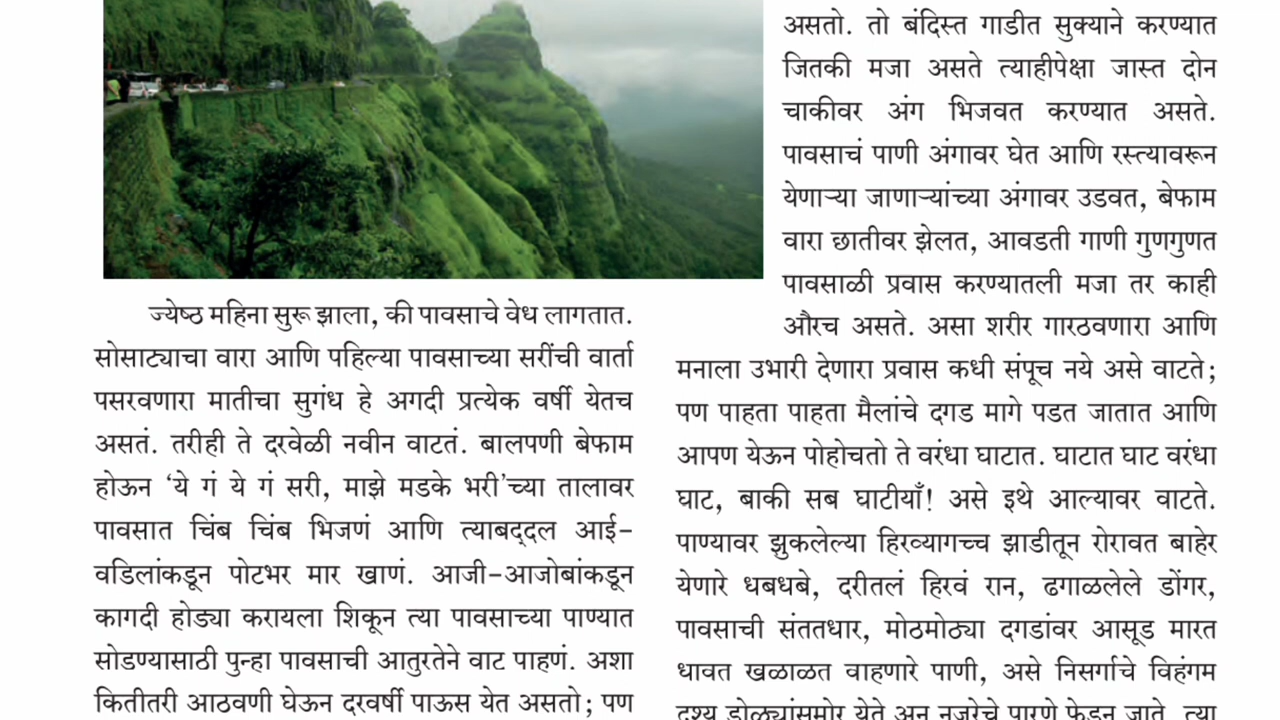 ज्येष्ठ महिना सुरू झाला, की पावसाचे वेध लागतात.
सोसाट्याचा वारा आणि पहिल्या पावसाच्या सरींची वार्ता
पसरवणारा मातीचा सुगंध हे अगदी प्रत्येक वर्षी येतच
असतं. तरीही ते दरवेळी नवीन वाटतं. बालपणी बेफाम
होऊन ‘ये गं ये गं सरी, माझे मडके भरी’च्या तालावर
पावसात चिंब चिंब भिजणं आणि त्याबद्दल आई-
वडिलांकडून पोटभर मार खाणं. आजी-आजोबांकडून
कागदी होड्या करायला शिकून त्या पावसाच्या पाण्यात
सोडण्यासाठी पुन्हा पावसाची आतुरतेने वाट पाहणं. अशा
कितीतरी आठवणी घेऊन दरवर्षी पाऊस येत असतो; पण
असतो. तो बंदिस्त गाडीत सुक्याने करण्यात
जितकी मजा असते त्याहीपेक्षा जास्त दोन
चाकीवर अंग भिजवत करण्यात असते.
पावसाचं पाणी अंगावर घेत आणि रस्त्यावरून
येणाऱ्या जाणाऱ्यांच्या अंगावर उडवत, बेफाम
वारा छातीवर झेलत, आवडती गाणी गुणगुणत
पावसाळी प्रवास करण्यातली मजा तर काही
औरच असते. असा शरीर गारठवणारा आणि
मनाला उभारी देणारा प्रवास कधी संपूच नये असे वाटते;
पण पाहता पाहता मैलांचे दगड मागे पडत जातात आणि
आपण येऊन पोहोचतो ते वरंधा घाटात. घाटात घाट वरंधा
घाट, बाकी सब घाटीयाँ! असे इथे आल्यावर वाटते.
पाण्यावर झुकलेल्या हिरव्यागच्च झाडीतून रोरावत बाहेर
येणारे धबधबे, दरीतलं हिरवं रान, ढगाळलेले डोंगर,
पावसाची संततधार, मोठमोठ्या दगडांवर आसूड मारत
धावत खळाळत वाहणारे पाणी, असे निसर्गाचे विहंगम
दृश्य डोळ्यांसमोर येते अन् नजरेचे पारणे फेडून जाते. त्या